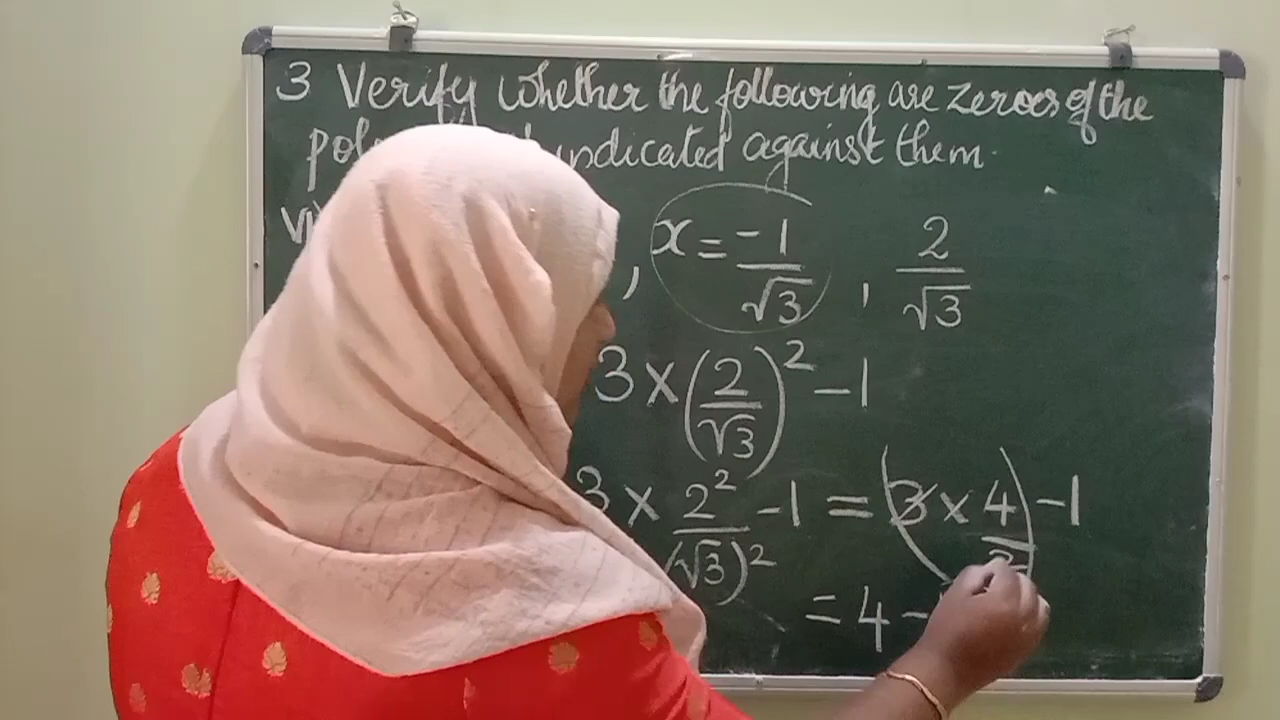 3 Verify whether the following are zeroes of the
indicated against them.
, x = -1/√3 , 2/√3
3 × (2/√3)² - 1
3 × 2²/(√3)² - 1 = (3 × 4/3) - 1
= 4 -